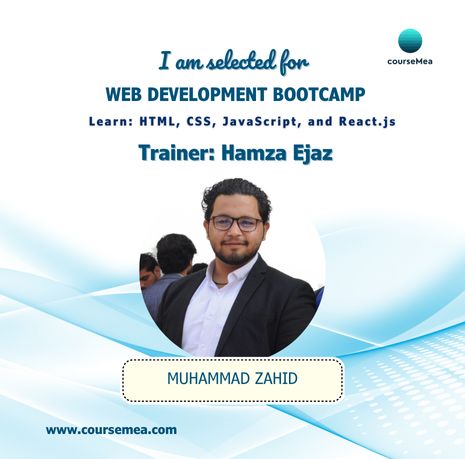 courseMea
I am selected for
WEB DEVELOPMENT BOOTCAMP
Learn: HTML, CSS, JavaScript, and React.js
Trainer: Hamza Ejaz
MUHAMMAD ZAHID
www.coursemea.com